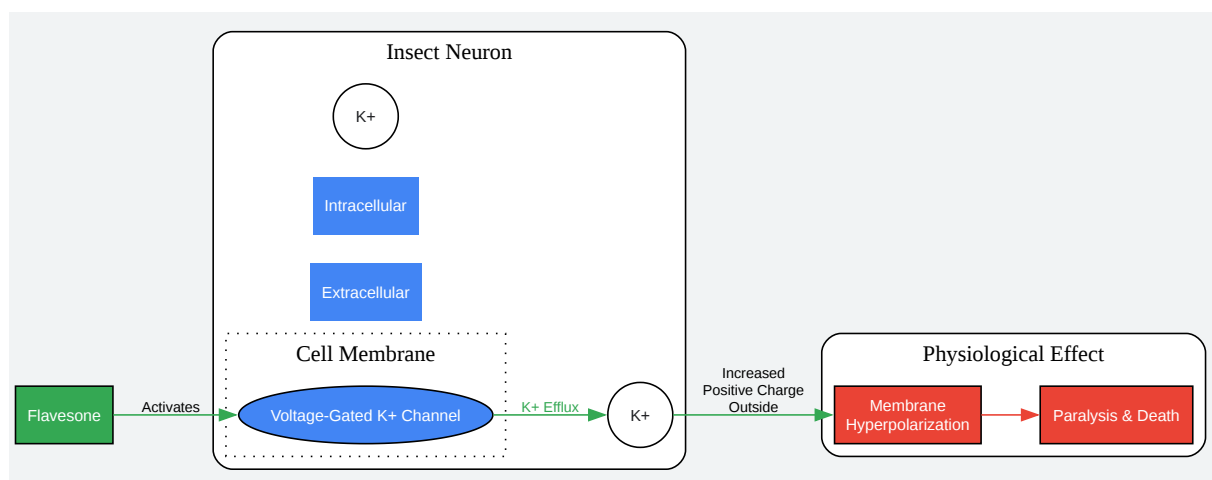 Insect Neuron
K+
Intracellular
Extracellular
Cell Membrane
Flavesone
Activates
Voltage-Gated K+ Channel
K+ Efflux
K+
Increased
Positive Charge
Outside
Physiological Effect
Membrane
Hyperpolarization
Paralysis & Death